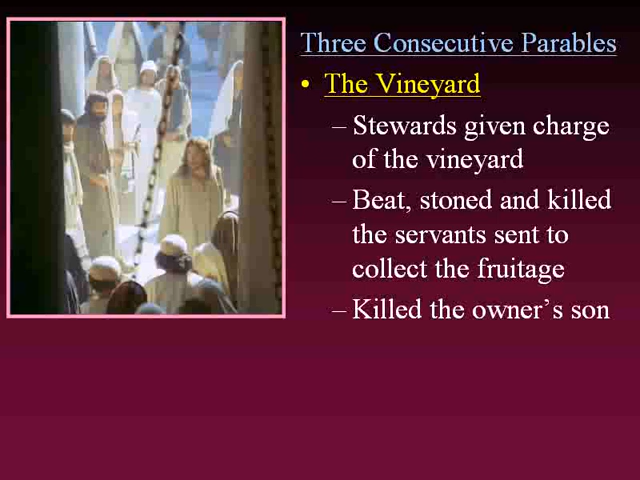 Three Consecutive Parables
• The Vineyard
– Stewards given charge
of the vineyard
– Beat, stoned and killed
the servants sent to
collect the fruitage
– Killed the owner’s son